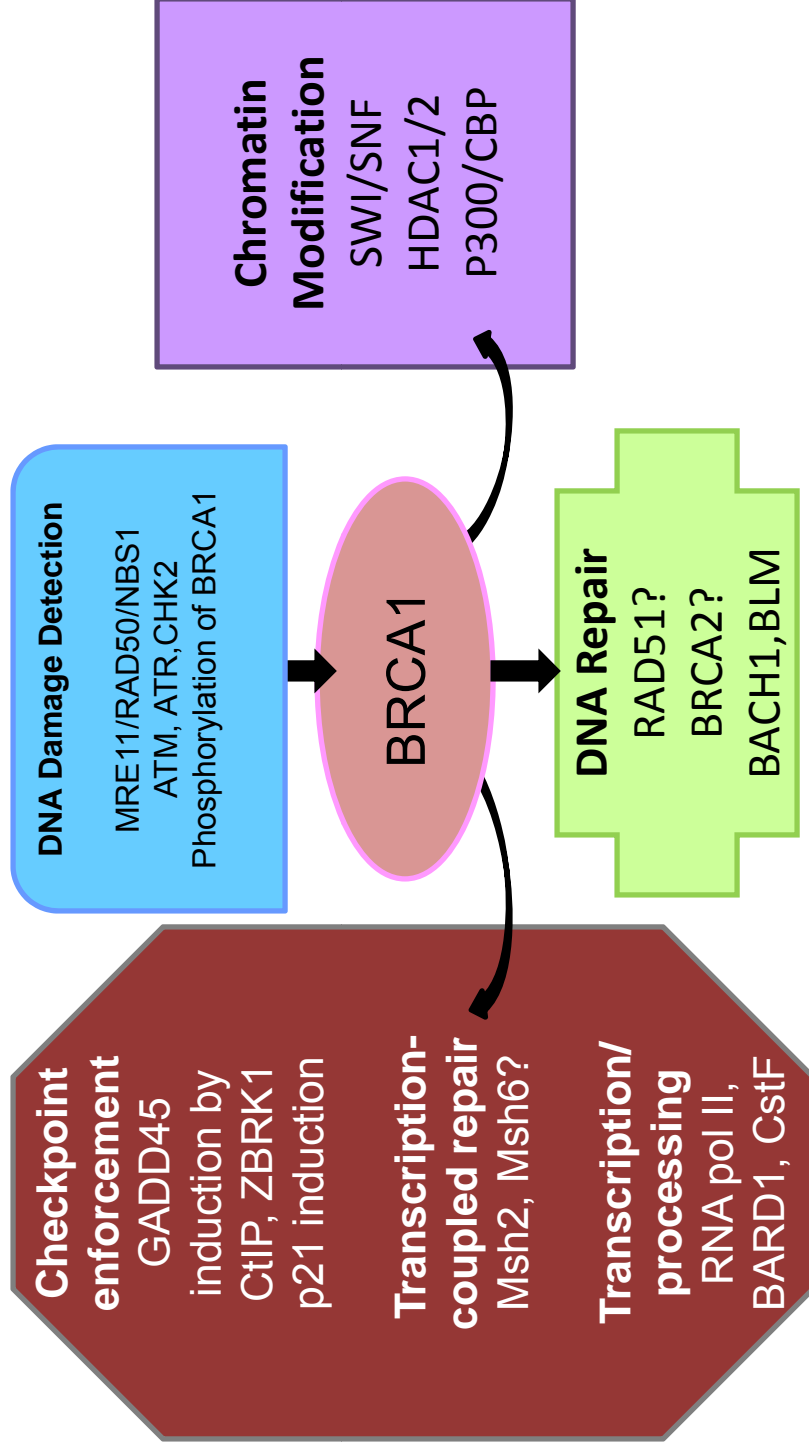 Checkpoint
enforcement
GADD45
induction by
CtIP, ZBRK1
p21 induction
Transcription-
coupled repair
Msh2, Msh6?
Transcription/
processing
RNA pol II,
BARD1, CstF
DNA Damage Detection
MRE11/RAD50/NBS1
ATM, ATR,CHK2
Phosphorylation of BRCA1
BRCA1
DNA Repair
RAD51?
BRCA2?
BACH1,BLM
Chromatin
Modification
SWI/SNF
HDAC1/2
P300/CBP